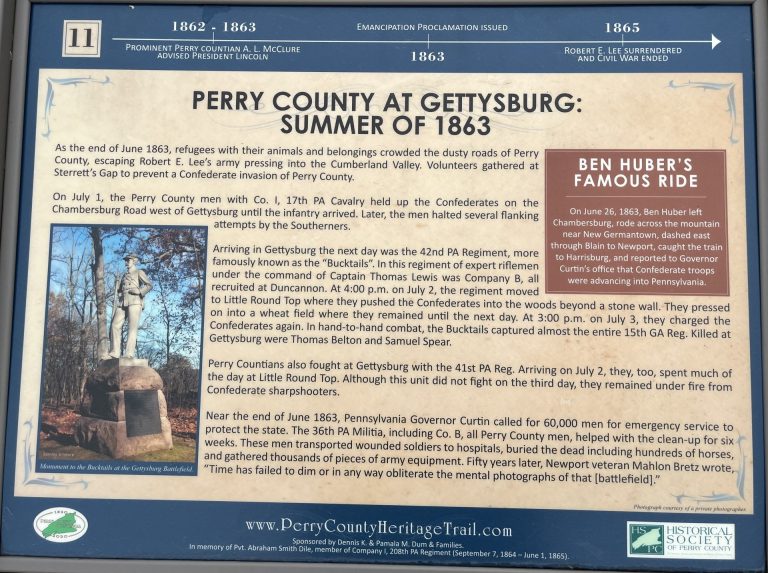 11
1862 - 1863
PROMINENT PERRY COUNTIAN A. L. MCCLURE
ADVISED PRESIDENT LINCOLN
EMANCIPATION PROCLAMATION ISSUED
1863
1865
ROBERT E. LEE SURRENDERED
AND CIVIL WAR ENDED
PERRY COUNTY AT GETTYSBURG:
SUMMER OF 1863
As the end of June 1863, refugees with their animals and belongings crowded the dusty roads of Perry
County, escaping Robert E. Lee's army pressing into the Cumberland Valley. Volunteers gathered at
Sterrett's Gap to prevent a Confederate invasion of Perry County.
On July 1, the Perry County men with Co. I, 17th PA Cavalry held up the Confederates on the
Chambersburg Road west of Gettysburg until the infantry arrived. Later, the men halted several flanking
attempts by the Southerners.
BEN HUBER'S
FAMOUS RIDE
On June 26, 1863, Ben Huber left
Chambersburg, rode across the mountain
near New Germantown, dashed east
through Blain to Newport, caught the train
to Harrisburg, and reported to Governor
Curtin's office that Confederate troops
were advancing into Pennsylvania.
Arriving in Gettysburg the next day was the 42nd PA Regiment, more
famously known as the "Bucktails". In this regiment of expert riflemen
under the command of Captain Thomas Lewis was Company B, all
recruited at Duncannon. At 4:00 p.m. on July 2, the regiment moved
to Little Round Top where they pushed the Confederates into the woods beyond a stone wall. They pressed
on into a wheat field where they remained until the next day. At 3:00 p.m. on July 3, they charged the
Confederates again. In hand-to-hand combat, the Bucktails captured almost the entire 15th GA Reg. Killed at
Gettysburg were Thomas Belton and Samuel Spear.
Perry Countians also fought at Gettysburg with the 41st PA Reg. Arriving on July 2, they, too, spent much of
the day at Little Round Top. Although this unit did not fight on the third day, they remained under fire from
Confederate sharpshooters.
Near the end of June 1863, Pennsylvania Governor Curtin called for 60,000 men for emergency service to
protect the state. The 36th PA Militia, including Co. B, all Perry County men, helped with the clean-up for six
weeks. These men transported wounded soldiers to hospitals, buried the dead including hundreds of horses,
and gathered thousands of pieces of army equipment. Fifty years later, Newport veteran Mahlon Bretz wrote,
"Time has failed to dim or in any way obliterate the mental photographs of that [battlefield]."
Monument to the Bucktails at the Gettysburg Battlefield.
Photograph courtesy of a private photographer
1820
2020
www.PerryCountyHeritageTrail.com
Sponsored by Dennis K. & Pamala M. Dum & Families.
In memory of Pvt. Abraham Smith Dile, member of Company I, 208th PA Regiment (September 7, 1864 – June 1, 1865).
HS
PC
HISTORICAL
SOCIETY
OF PERRY COUNTY